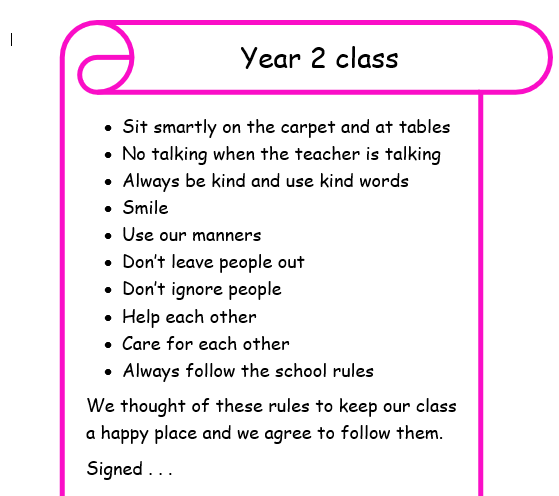 Year 2 class
• Sit smartly on the carpet and at tables
• No talking when the teacher is talking
• Always be kind and use kind words
• Smile
• Use our manners
• Don’t leave people out
• Don’t ignore people
• Help each other
• Care for each other
• Always follow the school rules
We thought of these rules to keep our class
a happy place and we agree to follow them.
Signed . . .